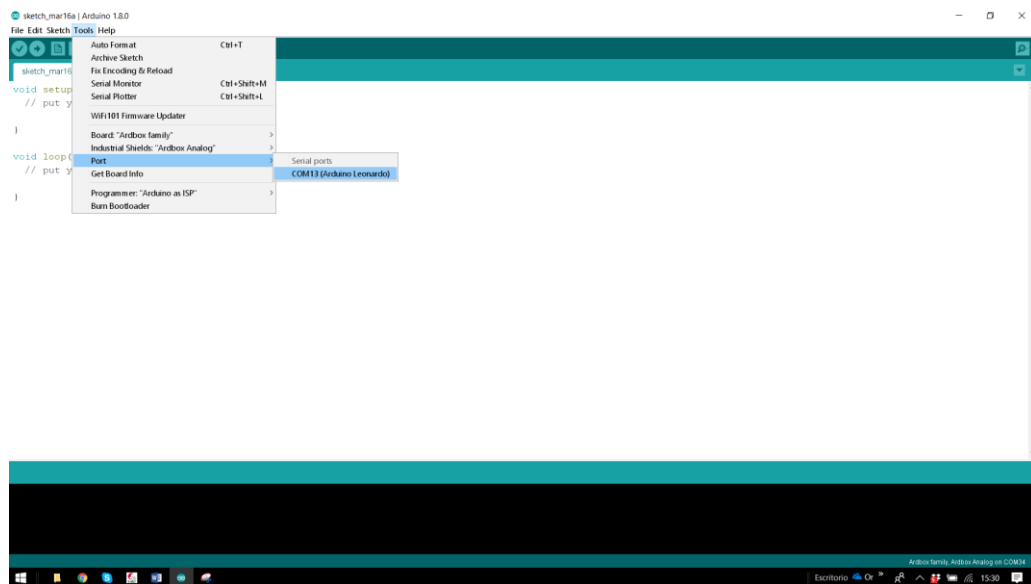 sketch_mar16a | Arduino 1.8.0
File Edit Sketch Tools Help
sketch_mar16
Auto Format Ctrl+T
Archive Sketch
Fix Encoding & Reload
Serial Monitor Ctrl+Shift+M
Serial Plotter Ctrl+Shift+L
WiFi101 Firmware Updater
Board: "Ardbox family"
Industrial Shields: "Ardbox Analog"
Port
Get Board Info
Programmer: "Arduino as ISP"
Burn Bootloader
Serial ports
COM13 (Arduino Leonardo)
void setup
// put y
}
void loop(
// put y
}
Ardbox family, Ardbox Analog on COM34
Escritorio Or » 15:30